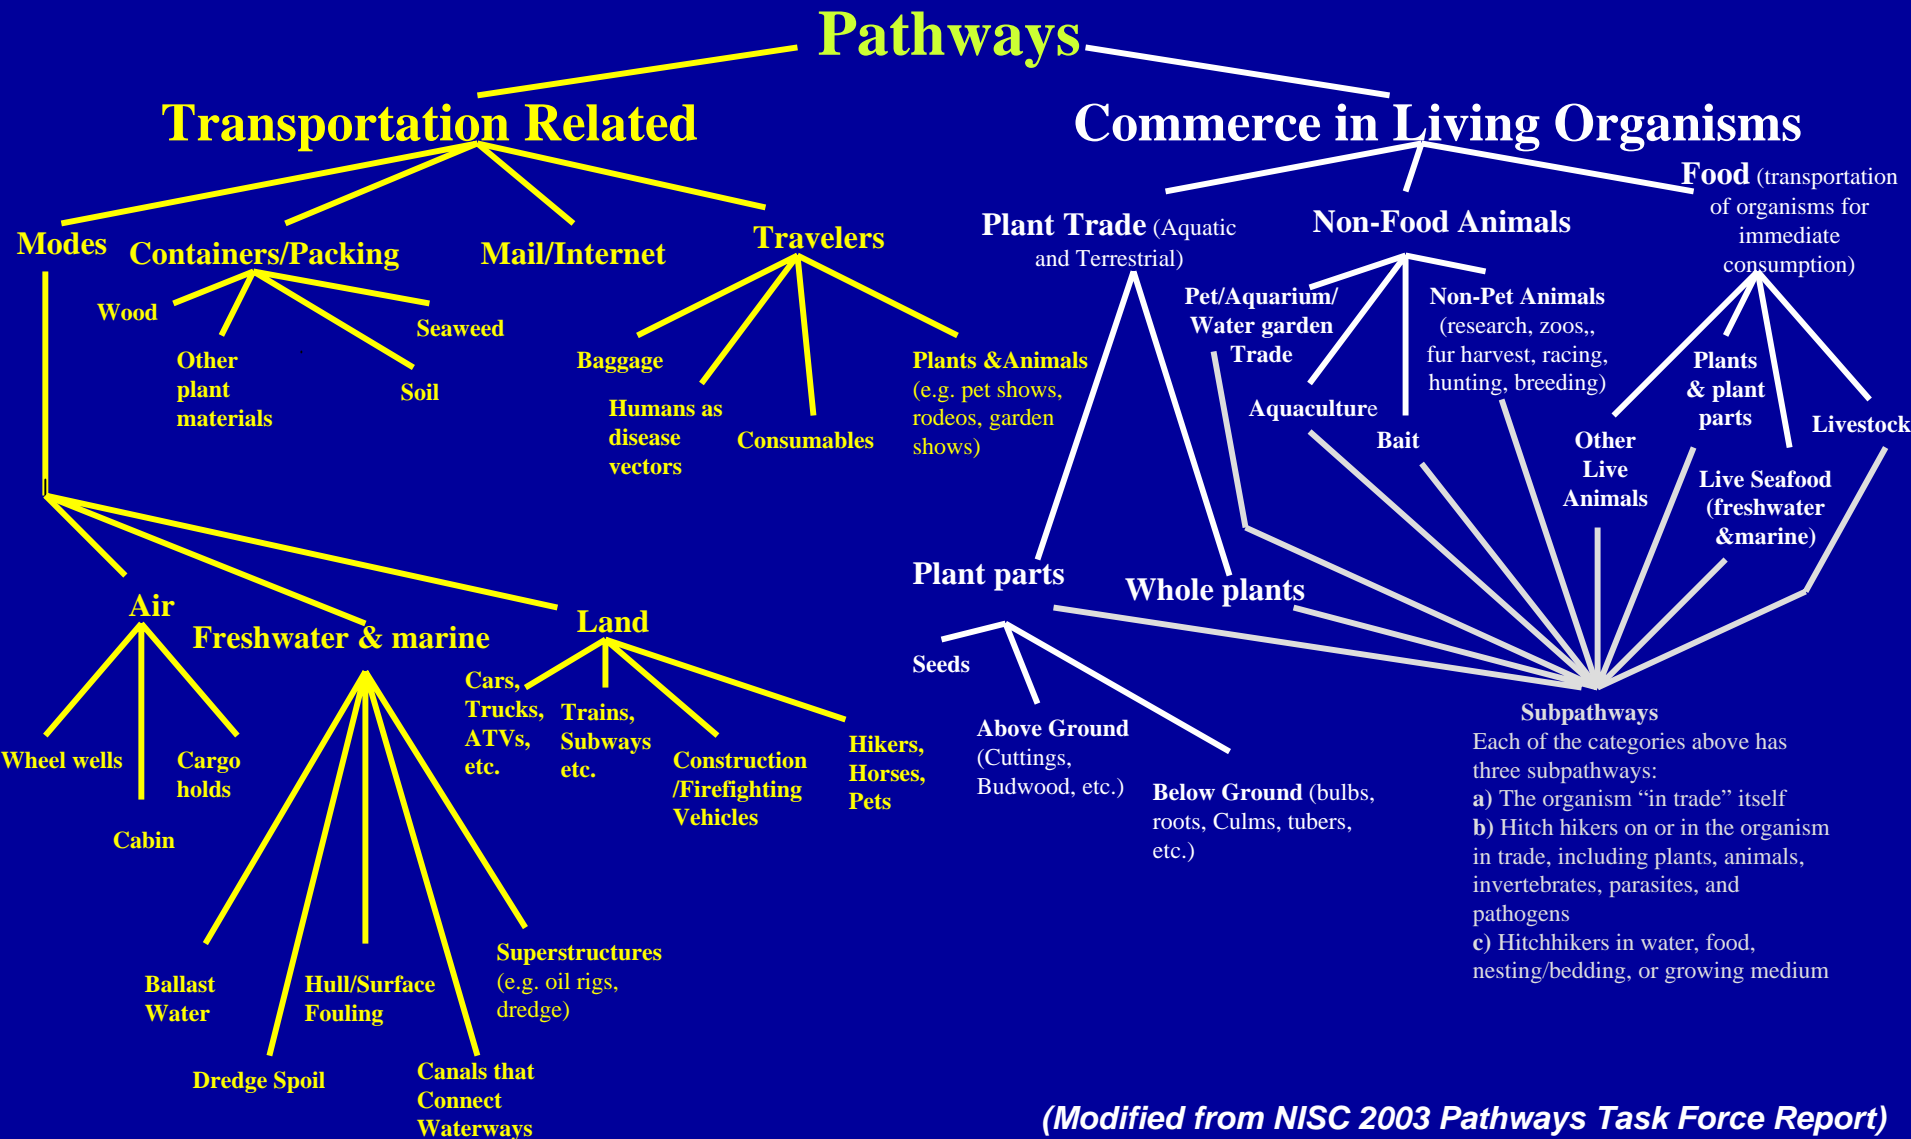 Pathways
Transportation Related
Commerce in Living Organisms
Modes
Containers/Packing
Mail/Internet
Travelers
Wood
Other
plant
materials
Soil
Seaweed
Baggage
Humans as
disease
vectors
Consumables
Plants &Animals
(e.g. pet shows,
rodeos, garden
shows)
Air
Freshwater & marine
Land
Wheel wells
Cabin
Cargo
holds
Ballast
Water
Dredge Spoil
Hull/Surface
Fouling
Canals that
Connect
Waterways
Superstructures
(e.g. oil rigs,
dredge)
Cars,
Trucks,
ATVs,
etc.
Trains,
Subways
etc.
Construction
/Firefighting
Vehicles
Hikers,
Horses,
Pets
Plant Trade (Aquatic
and Terrestrial)
Non-Food Animals
Food (transportation
of organisms for
immediate
consumption)
Pet/Aquarium/
Water garden
Trade
Aquaculture
Bait
Non-Pet Animals
(research, zoos,,
fur harvest, racing,
hunting, breeding)
Other
Live
Animals
Plants
& plant
parts
Live Seafood
(freshwater
&marine)
Livestock
Plant parts
Whole plants
Seeds
Above Ground
(Cuttings,
Budwood, etc.)
Below Ground (bulbs,
roots, Culms, tubers,
etc.)
Subpathways
Each of the categories above has
three subpathways:
a) The organism “in trade” itself
b) Hitch hikers on or in the organism
in trade, including plants, animals,
invertebrates, parasites, and
pathogens
c) Hitchhikers in water, food,
nesting/bedding, or growing medium
(Modified from NISC 2003 Pathways Task Force Report)